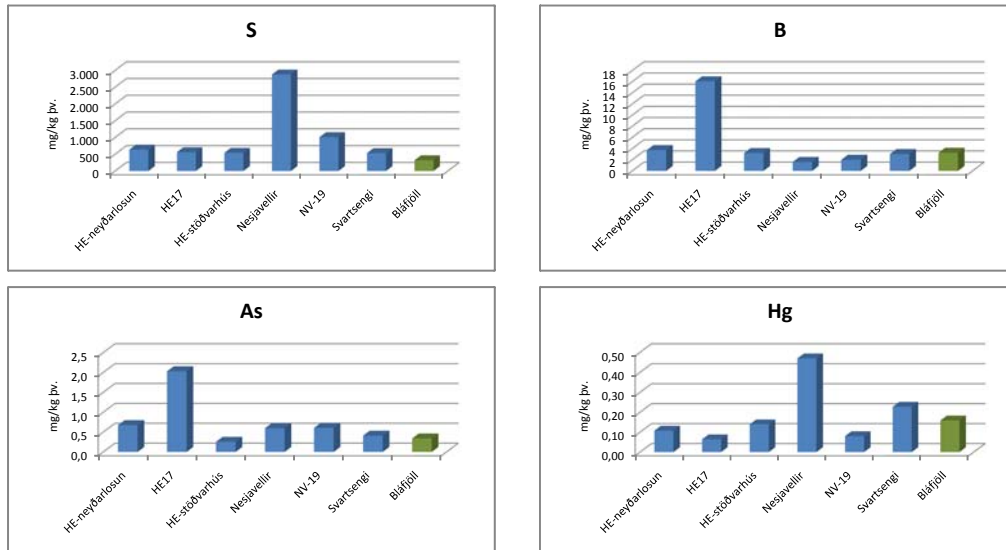 S
mg/kg þv.
3.000
2.500
2.000
1.500
1.000
500
0
HE-neyðarlosun
HE17
HE-stöðvarhús
Nesjavellir
NV-19
Svartsengi
Bláfjöll
B
mg/kg þv.
18
16
14
12
10
8
6
4
2
0
HE-neyðarlosun
HE17
HE-stöðvarhús
Nesjavellir
NV-19
Svartsengi
Bláfjöll
As
mg/kg þv.
2,5
2,0
1,5
1,0
0,5
0,0
HE-neyðarlosun
HE17
HE-stöðvarhús
Nesjavellir
NV-19
Svartsengi
Bláfjöll
Hg
mg/kg þv.
0,50
0,40
0,30
0,20
0,10
0,00
HE-neyðarlosun
HE17
HE-stöðvarhús
Nesjavellir
NV-19
Svartsengi
Bláfjöll